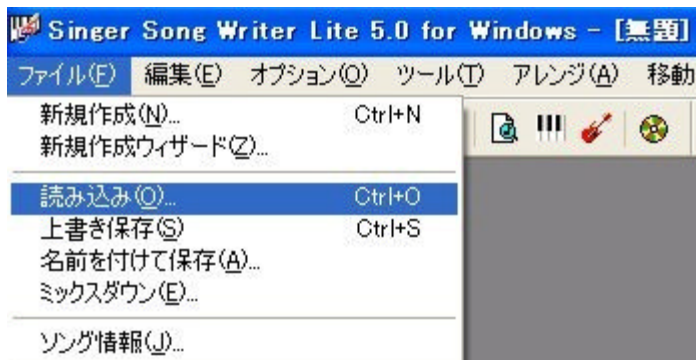 Singer Song Writer Lite 5.0 for Windows - [無題]
ファイル(F) 編集(E) オプション(O) ツール(T) アレンジ(A) 移動
新規作成(N)... Ctrl+N
新規作成ウィザード(Z)...
読み込み(O)... Ctrl+O
上書き保存(S) Ctrl+S
名前を付けて保存(A)...
ミックスダウン(E)...
ソング情報(J)...